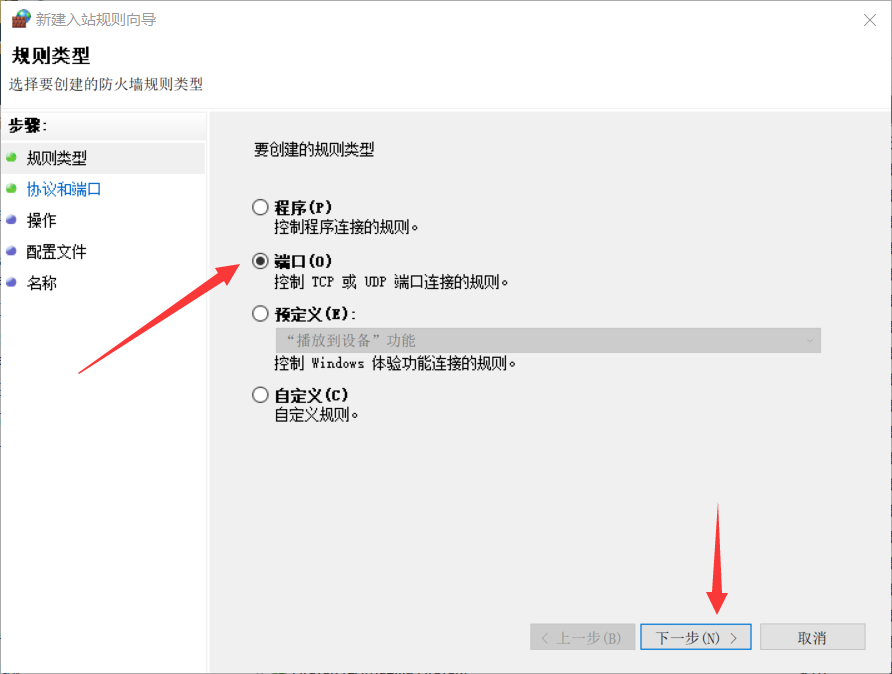 新建入站规则向导
规则类型
选择要创建的防火墙规则类型
步骤:
规则类型
协议和端口
操作
配置文件
名称
要创建的规则类型
程序(P)
控制程序连接的规则。
端口(O)
控制 TCP 或 UDP 端口连接的规则。
预定义(E):
“播放到设备”功能
控制 Windows 体验功能连接的规则。
自定义(C)
自定义规则。
< 上一步(B)
下一步(N) >
取消